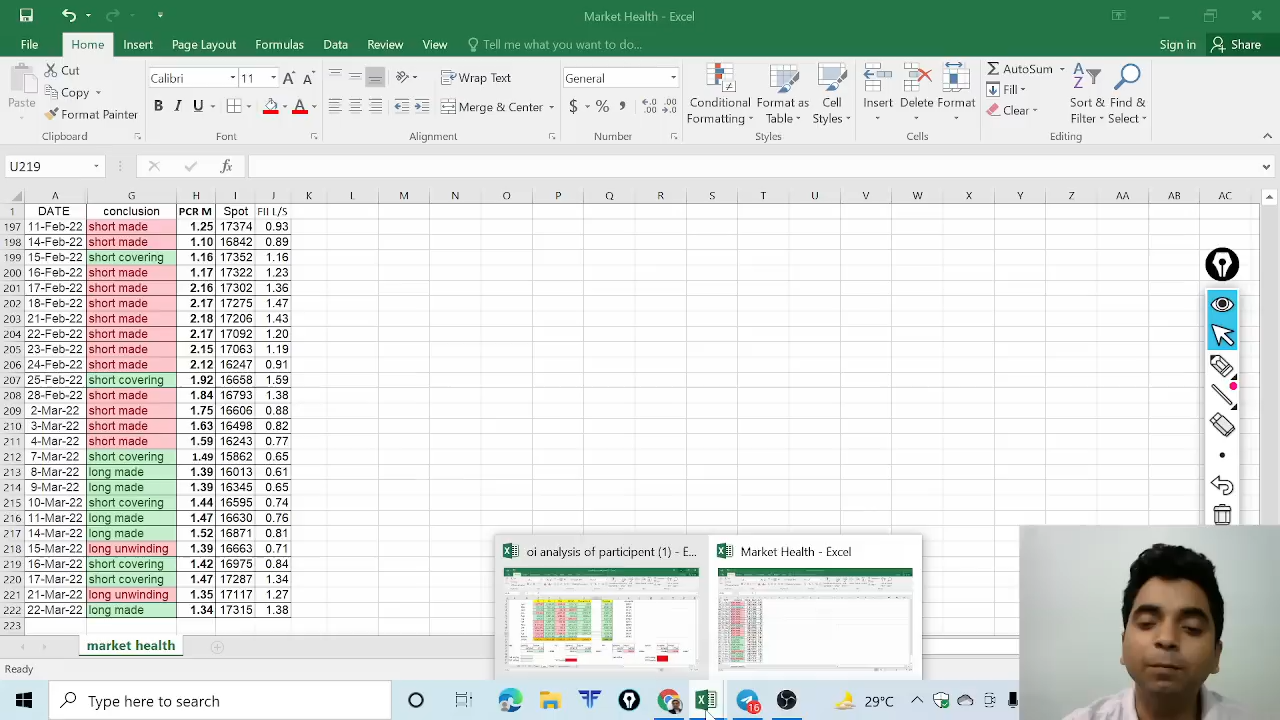 Market Health - Excel
File Home Insert Page Layout Formulas Data Review View Tell me what you want to do... Sign in Share
Paste Cut Copy Format Painter
Clipboard
Calibri 11
B I U A
Font
Wrap Text
Merge & Center
Alignment
General
$ % ,
Number
Conditional Formatting Format as Table Cell Styles
Styles
Insert Delete Format
Cells
AutoSum Fill Clear Sort & Filter Find & Select
Editing
U219 fx
A G H I J K L M N O P Q R S T U V W X Y Z AA AB AC
1 DATE conclusion PCR M Spot FII L/S
197 11-Feb-22 short made 1.25 17374 0.93
198 14-Feb-22 short made 1.10 16842 0.89
199 15-Feb-22 short covering 1.16 17352 1.16
200 16-Feb-22 short made 1.17 17322 1.23
201 17-Feb-22 short made 2.16 17302 1.36
202 18-Feb-22 short made 2.17 17275 1.47
203 21-Feb-22 short made 2.18 17206 1.43
204 22-Feb-22 short made 2.17 17092 1.20
205 23-Feb-22 short made 2.15 17063 1.19
206 24-Feb-22 short made 2.12 16247 0.91
207 25-Feb-22 short covering 1.92 16658 1.59
208 28-Feb-22 short made 1.84 16793 1.38
209 2-Mar-22 short made 1.75 16606 0.88
210 3-Mar-22 short made 1.63 16498 0.82
211 4-Mar-22 short made 1.59 16243 0.77
212 7-Mar-22 short covering 1.49 15862 0.65
213 8-Mar-22 long made 1.39 16013 0.61
214 9-Mar-22 long made 1.39 16345 0.65
215 10-Mar-22 short covering 1.44 16595 0.74
216 11-Mar-22 long made 1.47 16630 0.76
217 14-Mar-22 long made 1.52 16871 0.81
218 15-Mar-22 long unwinding 1.39 16663 0.71
219 16-Mar-22 short covering 1.42 16975 0.84
220 17-Mar-22 short covering 1.47 17287 1.34
221 21-Mar-22 long unwinding 1.35 17117 1.27
222 22-Mar-22 long made 1.34 17315 1.38
223
oi analysis of participent (1) - E... Market Health - Excel
market health
Ready
Type here to search
16
29°C